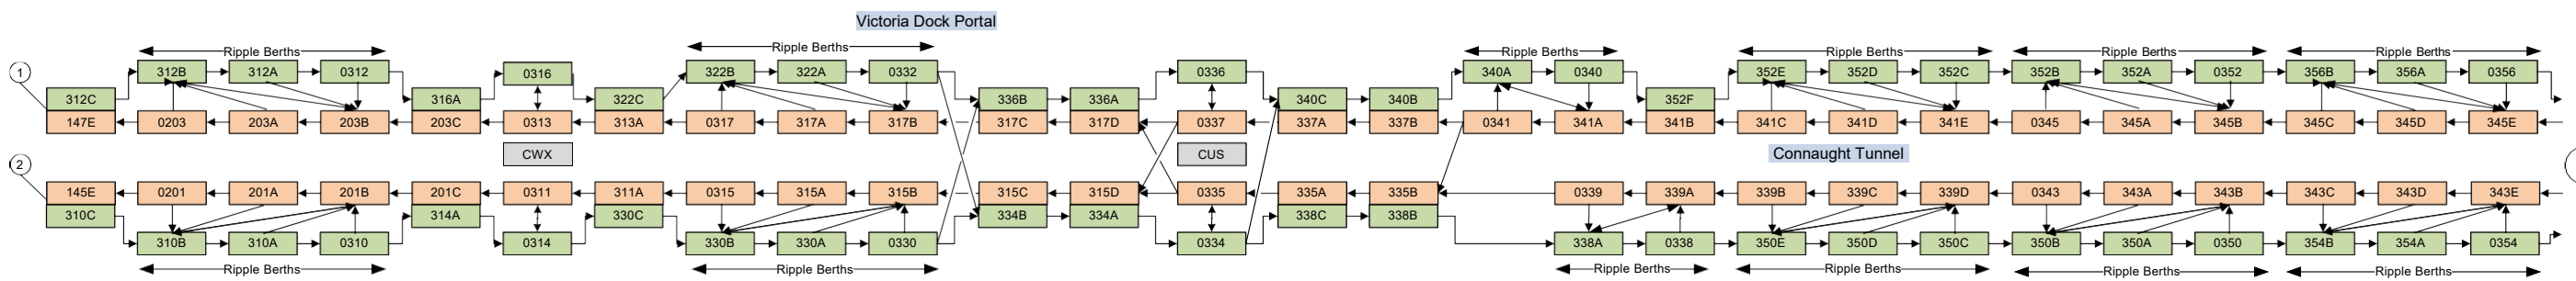 Victoria Dock Portal
Ripple Berths Ripple Berths Ripple Berths Ripple Berths Ripple Berths Ripple Berths
1 312B 312A 0312 0316 322B 322A 0332 0336 340A 0340 352E 352D 352C 352B 352A 0352 356B 356A 0356
312C 316A 322C 336B 336A 340C 340B 352F
147E 0203 203A 203B 203C 0313 313A 0317 317A 317B 317C 317D 0337 337A 337B 0341 341A 341B 341C 341D 341E 0345 345A 345B 345C 345D 345E
2 CWX CUS Connaught Tunnel
145E 0201 201A 201B 201C 0311 311A 0315 315A 315B 315C 315D 0335 335A 335B 0339 339A 339B 339C 339D 0343 343A 343B 343C 343D 343E
310C 314A 330C 334B 334A 338C 338B
310B 310A 0310 0314 330B 330A 0330 0334 338A 0338 350E 350D 350C 350B 350A 0350 354B 354A 0354
Ripple Berths Ripple Berths Ripple Berths Ripple Berths Ripple Berths Ripple Berths